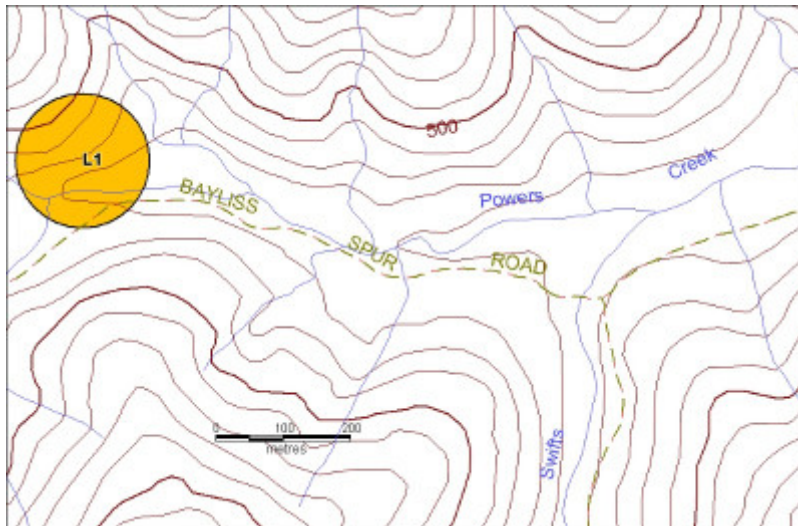 500
L1
Creek
BAYLISS
Powers
SPUR
ROAD
0 100 200
metres
Swifts